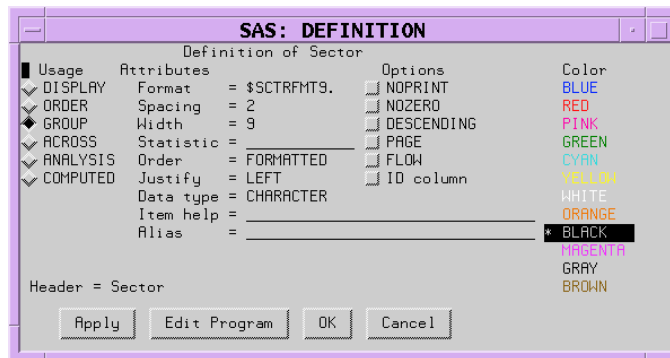 SAS: DEFINITION
Definition of Sector
Usage Attributes Options Color
DISPLAY Format = $SCTRFMT9. NOPRINT BLUE
ORDER Spacing = 2 NOZERO RED
GROUP Width = 9 DESCENDING PINK
ACROSS Statistic = PAGE GREEN
ANALYSIS Order = FORMATTED FLOW CYAN
COMPUTED Justify = LEFT ID column YELLOW
Data type = CHARACTER WHITE
Item help = ORANGE
Alias = * BLACK
MAGENTA
GRAY
Header = Sector BROWN
Apply Edit Program OK Cancel